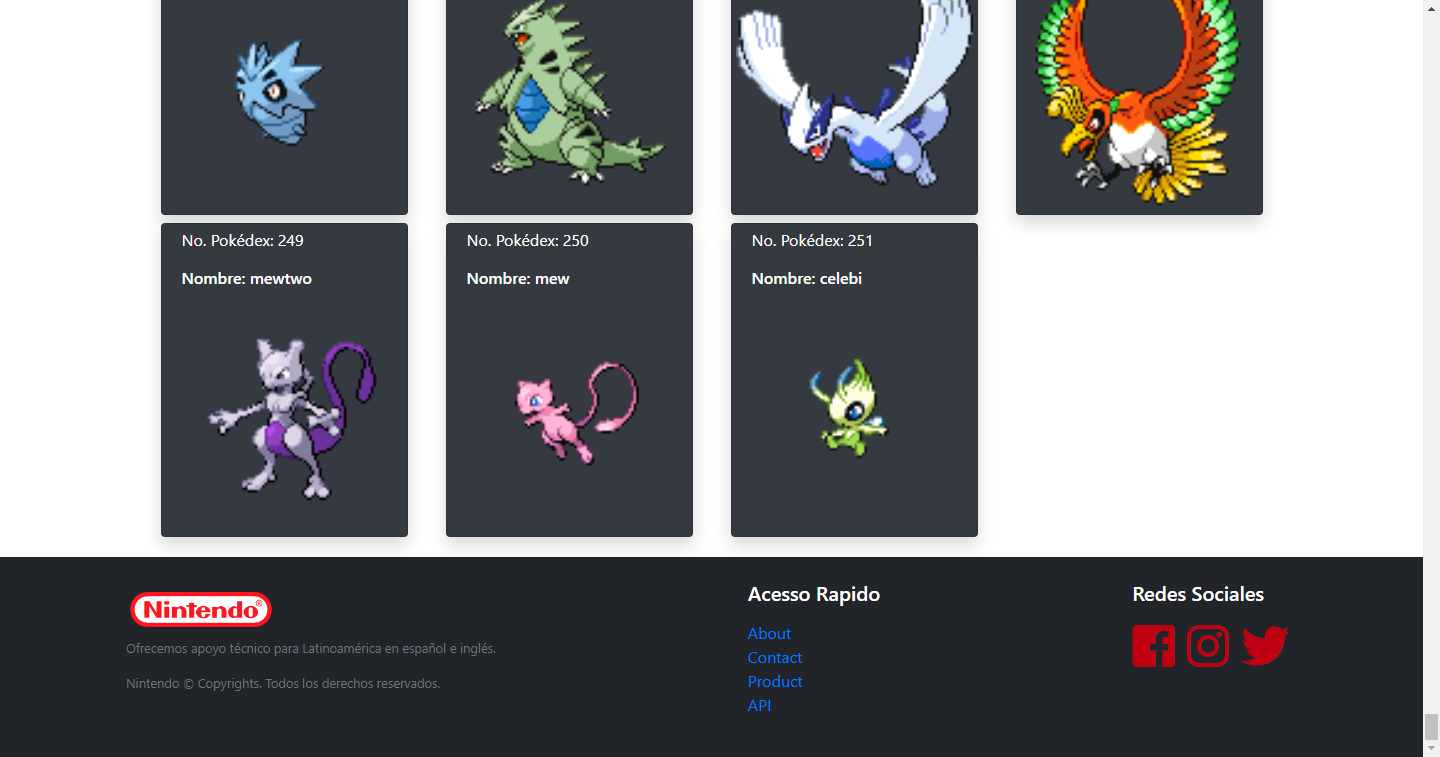 No. Pokédex: 249
Nombre: mewtwo
No. Pokédex: 250
Nombre: mew
No. Pokédex: 251
Nombre: celebi
Nintendo®
Ofrecemos apoyo técnico para Latinoamérica en español e inglés.
Nintendo © Copyrights. Todos los derechos reservados.
Acesso Rapido
About
Contact
Product
API
Redes Sociales